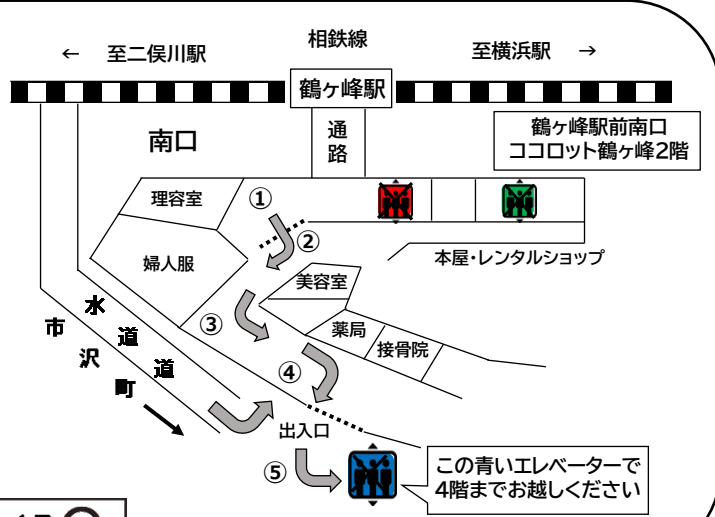 相鉄線
← 至二俣川駅
至横浜駅 →
鶴ヶ峰駅
南口
通路
鶴ヶ峰駅前南口
ココロット鶴ヶ峰2階
理容室
①
②
婦人服
本屋・レンタルショップ
美容室
水道道
市沢町
③
薬局
接骨院
④
出入口
⑤
この青いエレベーターで
4階までお越しください